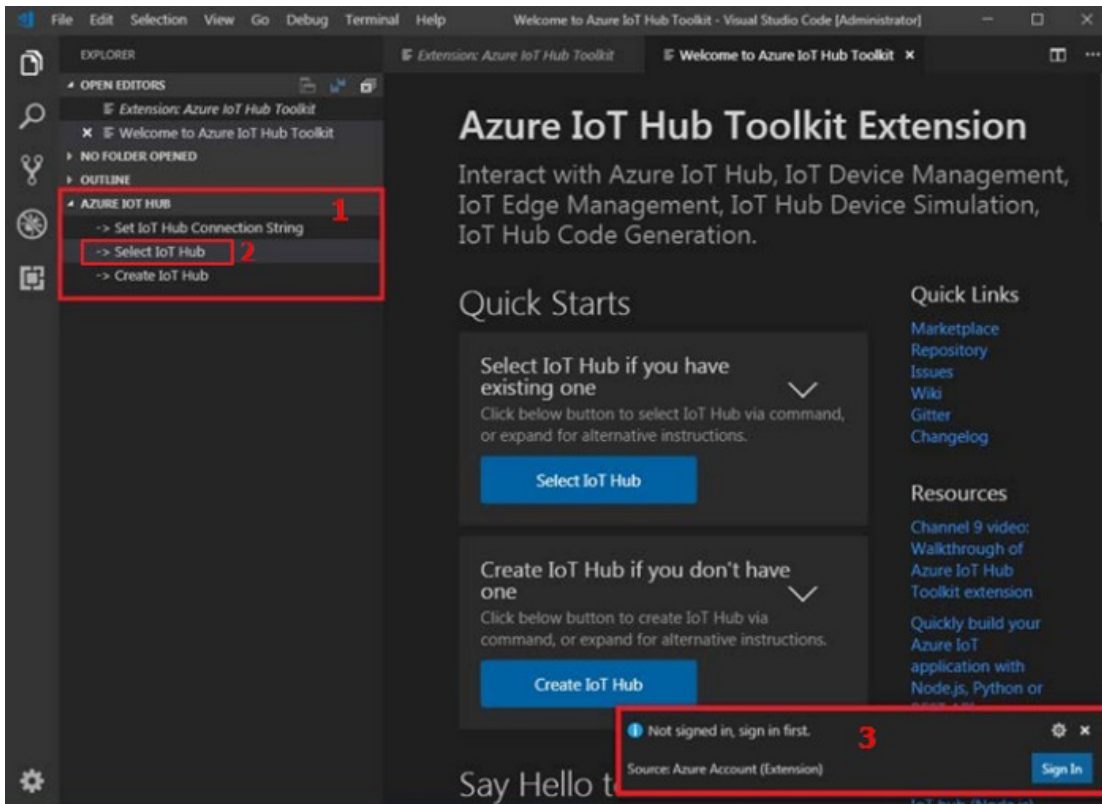 File Edit Selection View Go Debug Terminal Help Welcome to Azure IoT Hub Toolkit - Visual Studio Code [Administrator]
EXPLORER
OPEN EDITORS
Extension: Azure IoT Hub Toolkit
Welcome to Azure IoT Hub Toolkit
NO FOLDER OPENED
OUTLINE
AZURE IOT HUB
1
-> Set IoT Hub Connection String
-> Select IoT Hub
2
-> Create IoT Hub
Extension: Azure IoT Hub Toolkit
Welcome to Azure IoT Hub Toolkit
Azure IoT Hub Toolkit Extension
Interact with Azure IoT Hub, IoT Device Management,
IoT Edge Management, IoT Hub Device Simulation,
IoT Hub Code Generation.
Quick Starts
Select IoT Hub if you have
existing one
Click below button to select IoT Hub via command,
or expand for alternative instructions.
Select IoT Hub
Create IoT Hub if you don't have
one
Click below button to create IoT Hub via
command, or expand for alternative instructions.
Create IoT Hub
Say Hello t
Quick Links
Marketplace
Repository
Issues
Wiki
Gitter
Changelog
Resources
Channel 9 video:
Walkthrough of
Azure IoT Hub
Toolkit extension
Quickly build your
Azure IoT
application with
Node.js, Python or
Not signed in, sign in first.
3
Source: Azure Account (Extension)
Sign In